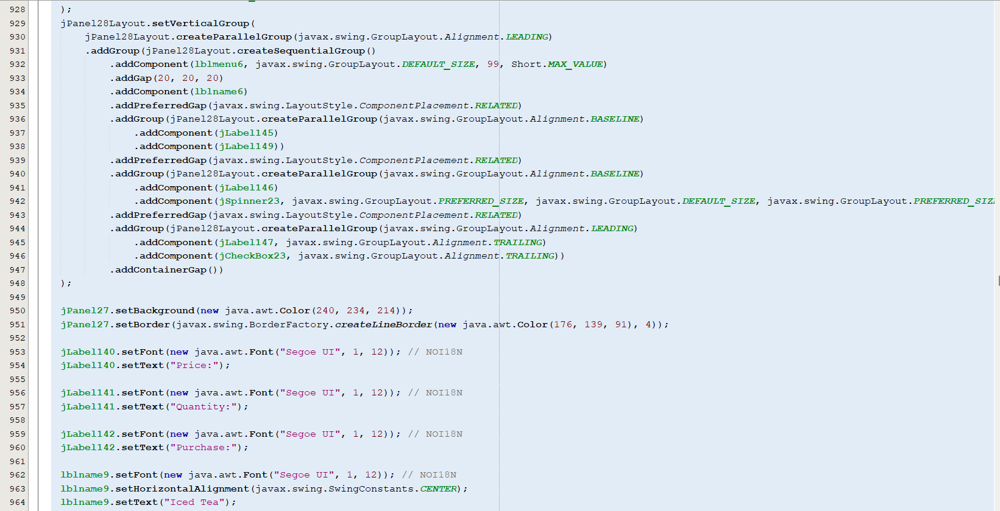 928 );
929 jPanel28Layout.setVerticalGroup(
930 jPanel28Layout.createParallelGroup(javax.swing.GroupLayout.Alignment.LEADING)
931 .addGroup(jPanel28Layout.createSequentialGroup()
932 .addComponent(lblmenu6, javax.swing.GroupLayout.DEFAULT_SIZE, 99, Short.MAX_VALUE)
933 .addGap(20, 20, 20)
934 .addComponent(lblname6)
935 .addPreferredGap(javax.swing.LayoutStyle.ComponentPlacement.RELATED)
936 .addGroup(jPanel28Layout.createParallelGroup(javax.swing.GroupLayout.Alignment.BASELINE)
937 .addComponent(jLabel145)
938 .addComponent(jLabel149))
939 .addPreferredGap(javax.swing.LayoutStyle.ComponentPlacement.RELATED)
940 .addGroup(jPanel28Layout.createParallelGroup(javax.swing.GroupLayout.Alignment.BASELINE)
941 .addComponent(jLabel146)
942 .addComponent(jSpinner23, javax.swing.GroupLayout.PREFERRED_SIZE, javax.swing.GroupLayout.DEFAULT_SIZE, javax.swing.GroupLayout.PREFERRED_SIZ
943 .addPreferredGap(javax.swing.LayoutStyle.ComponentPlacement.RELATED)
944 .addGroup(jPanel28Layout.createParallelGroup(javax.swing.GroupLayout.Alignment.LEADING)
945 .addComponent(jLabel147, javax.swing.GroupLayout.Alignment.TRAILING)
946 .addComponent(jCheckBox23, javax.swing.GroupLayout.Alignment.TRAILING))
947 .addContainerGap())
948 );
949
950 jPanel27.setBackground(new java.awt.Color(240, 234, 214));
951 jPanel27.setBorder(javax.swing.BorderFactory.createLineBorder(new java.awt.Color(176, 139, 91), 4));
952
953 jLabel140.setFont(new java.awt.Font("Segoe UI", 1, 12)); // NOI18N
954 jLabel140.setText("Price:");
955
956 jLabel141.setFont(new java.awt.Font("Segoe UI", 1, 12)); // NOI18N
957 jLabel141.setText("Quantity:");
958
959 jLabel142.setFont(new java.awt.Font("Segoe UI", 1, 12)); // NOI18N
960 jLabel142.setText("Purchase:");
961
962 lblname9.setFont(new java.awt.Font("Segoe UI", 1, 12)); // NOI18N
963 lblname9.setHorizontalAlignment(javax.swing.SwingConstants.CENTER);
964 lblname9.setText("Iced Tea");